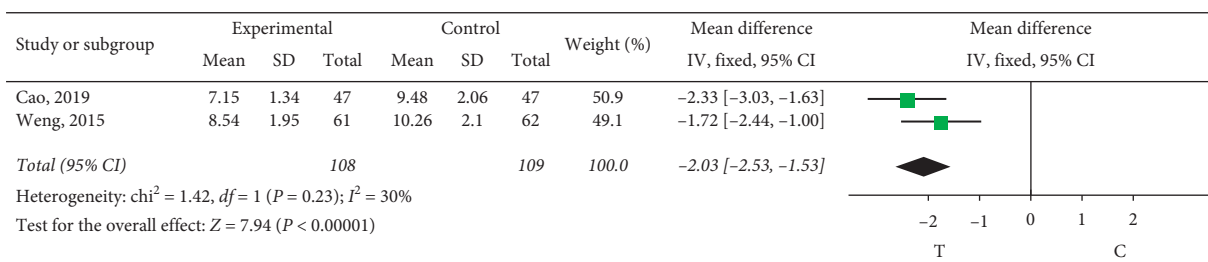 Study or subgroup Experimental Control Weight (%) Mean difference Mean difference
Mean SD Total Mean SD Total IV, fixed, 95% CI IV, fixed, 95% CI
Cao, 2019 7.15 1.34 47 9.48 2.06 47 50.9 −2.33 [−3.03, −1.63]
Weng, 2015 8.54 1.95 61 10.26 2.1 62 49.1 −1.72 [−2.44, −1.00]
Total (95% CI) 108 109 100.0 −2.03 [−2.53, −1.53]
Heterogeneity: chi² = 1.42, df = 1 (P = 0.23); I² = 30%
Test for the overall effect: Z = 7.94 (P < 0.00001)
−2 −1 0 1 2
T C